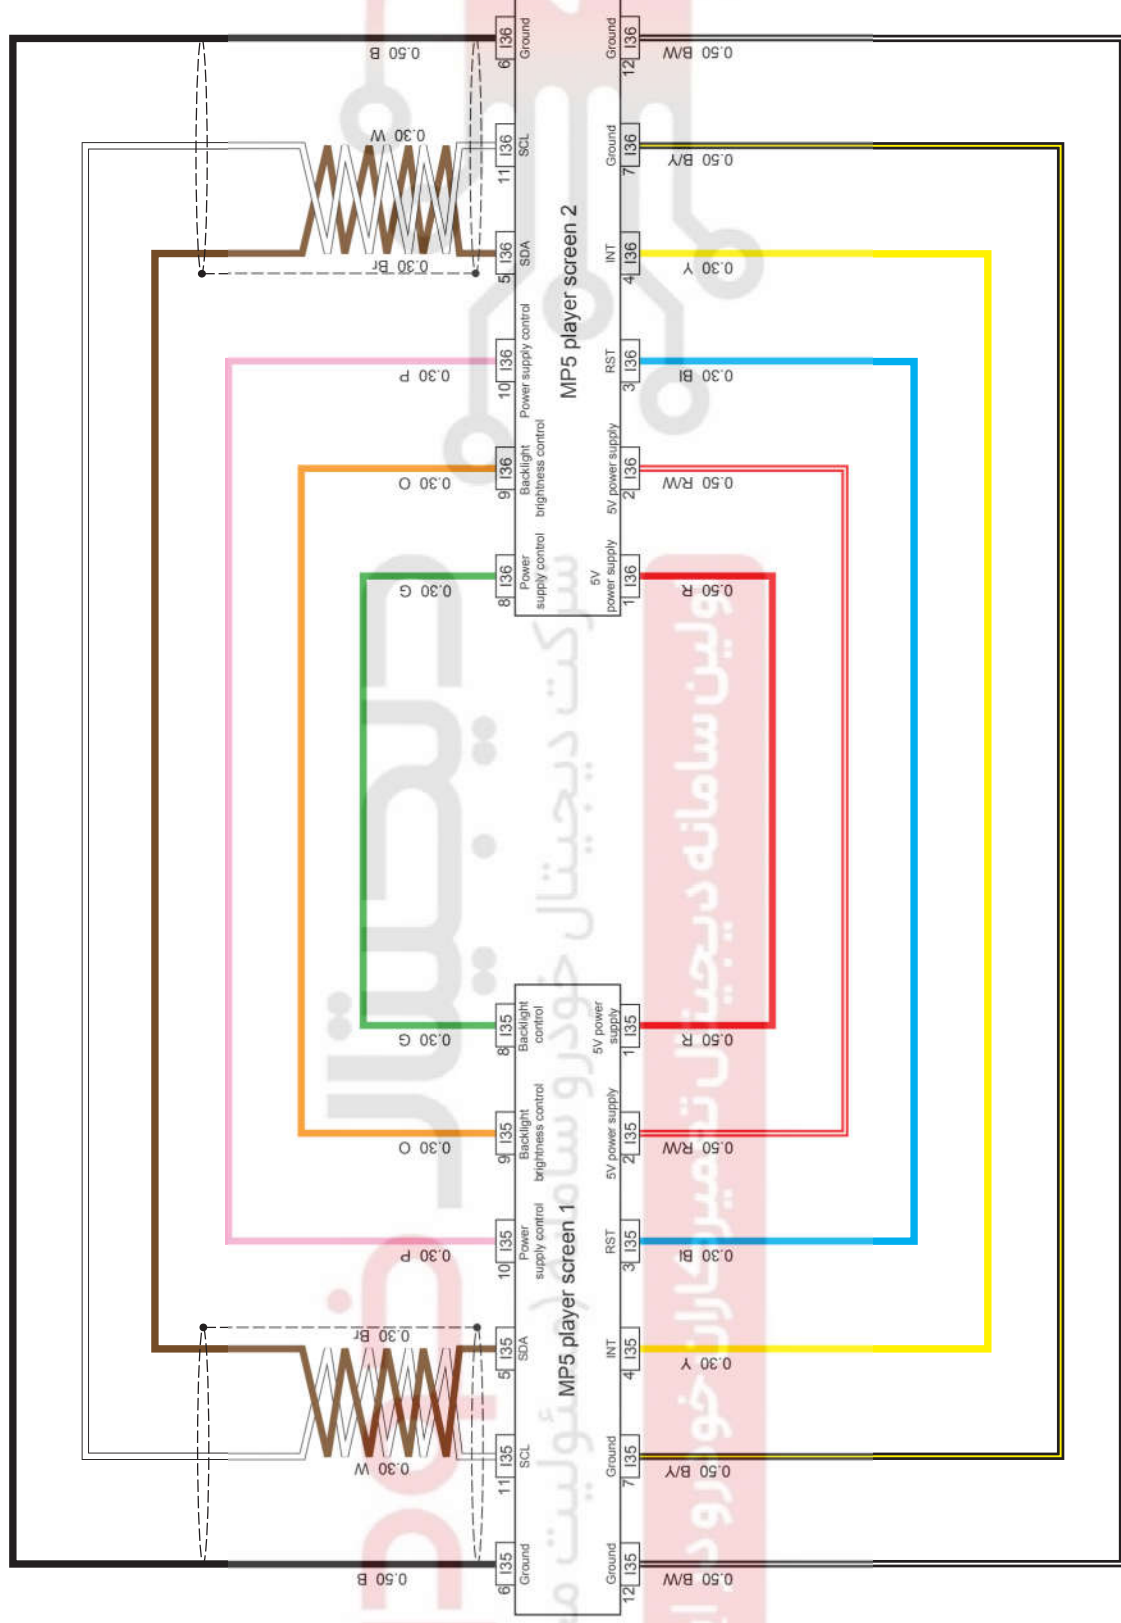 0.50 B
6
I36
Ground
0.30 W
11
I36
SCL
0.30 Br
5
I36
SDA
0.30 P
10
I36
Power supply control
0.30 O
9
I36
Backlight
brightness control
0.30 G
8
I36
Power
supply control
MP5 player screen 2
Ground
I36
12
0.50 B/W
Ground
I36
7
0.50 B/Y
INT
I36
4
0.30 Y
RST
I36
3
0.30 Bl
5V power supply
I36
2
0.50 R/W
5V
power supply
I36
1
0.50 R
0.30 G
8
I35
Backlight
control
0.30 O
9
I35
Backlight
brightness control
0.30 P
10
I35
Power
supply control
0.30 Br
5
I35
SDA
0.30 W
11
I35
SCL
0.50 B
6
I35
Ground
MP5 player screen 1
5V power
supply
I35
1
0.50 R
5V power supply
I35
2
0.50 R/W
RST
I35
3
0.30 Bl
INT
I35
4
0.30 Y
Ground
I35
7
0.50 B/Y
Ground
I35
12
0.50 B/W
دیجیتال
خودرو
شرکت دیجیتال خودرو سامانه (مسئولیت
اولین سامانه دیجیتال تعمیرکاران خودرو در